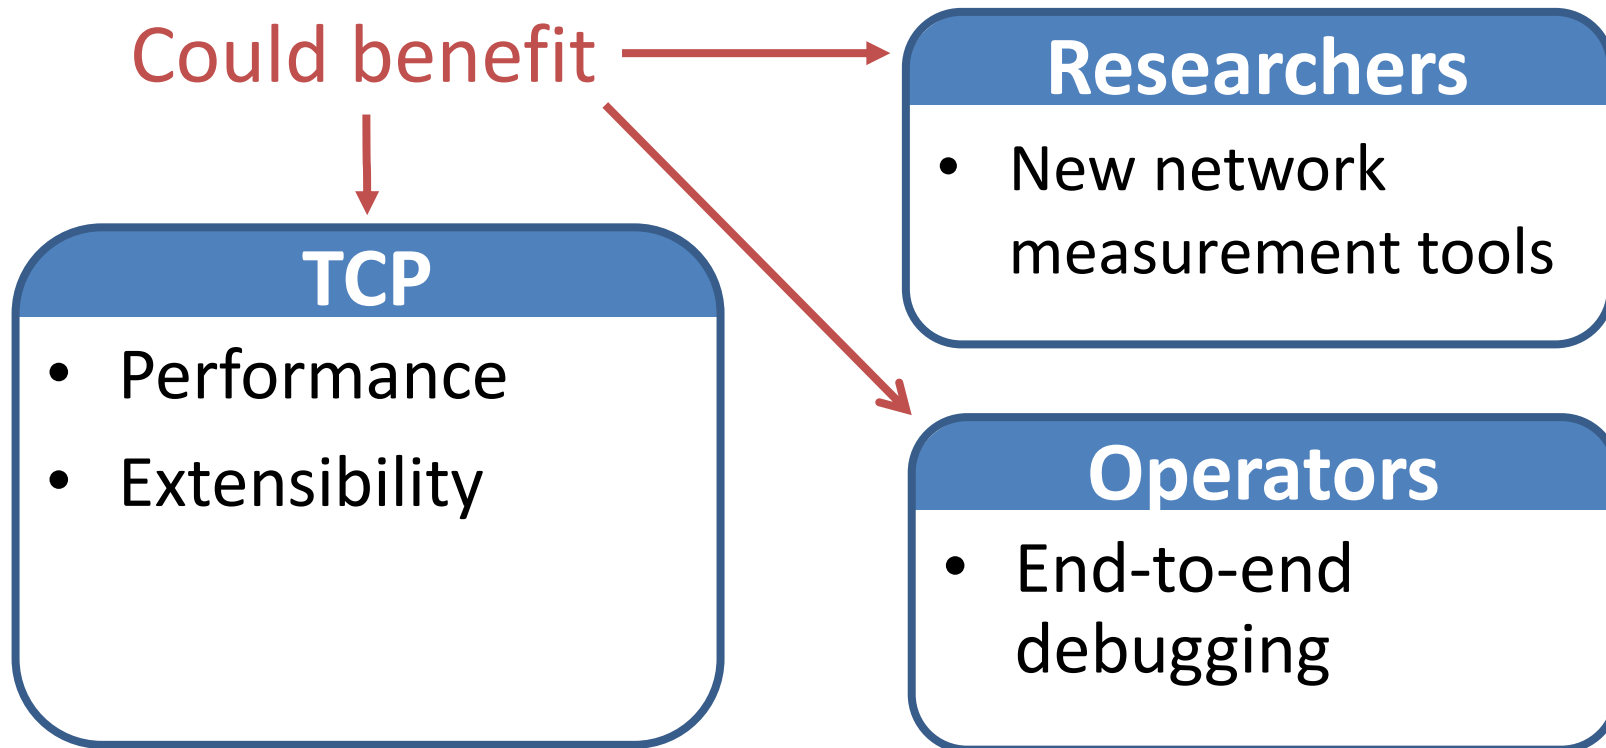 Could benefit
Researchers
• New network
measurement tools
TCP
• Performance
• Extensibility
Operators
• End-to-end
debugging